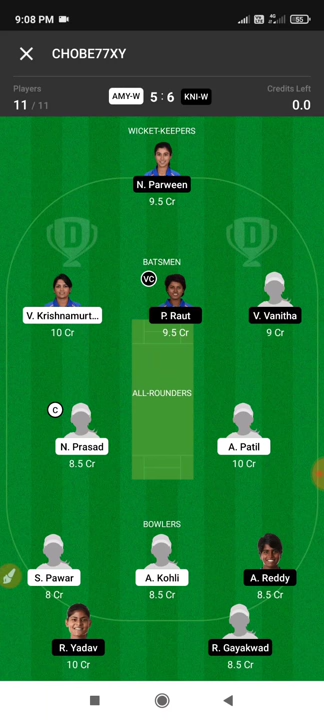 9:08 PM
VO LTE 4G 55
CHOBE77XY
Players
Credits Left
11 / 11
AMY-W 5 : 6 KNI-W
0.0
WICKET-KEEPERS
N. Parween
9.5 Cr
BATSMEN
VC
V. Krishnamurt... P. Raut V. Vanitha
10 Cr 9.5 Cr 9 Cr
ALL-ROUNDERS
C
N. Prasad A. Patil
8.5 Cr 10 Cr
BOWLERS
S. Pawar A. Kohli A. Reddy
8 Cr 8.5 Cr 8.5 Cr
R. Yadav R. Gayakwad
10 Cr 8.5 Cr